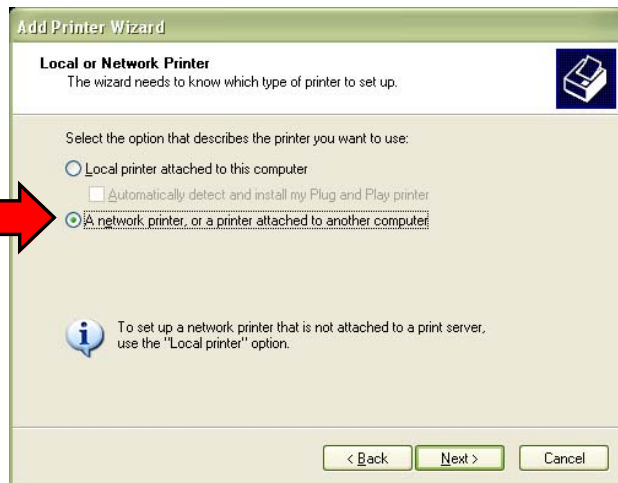 Add Printer Wizard
Local or Network Printer
The wizard needs to know which type of printer to set up.
Select the option that describes the printer you want to use:
Local printer attached to this computer
Automatically detect and install my Plug and Play printer
A network printer, or a printer attached to another computer
To set up a network printer that is not attached to a print server,
use the "Local printer" option.
< Back Next > Cancel